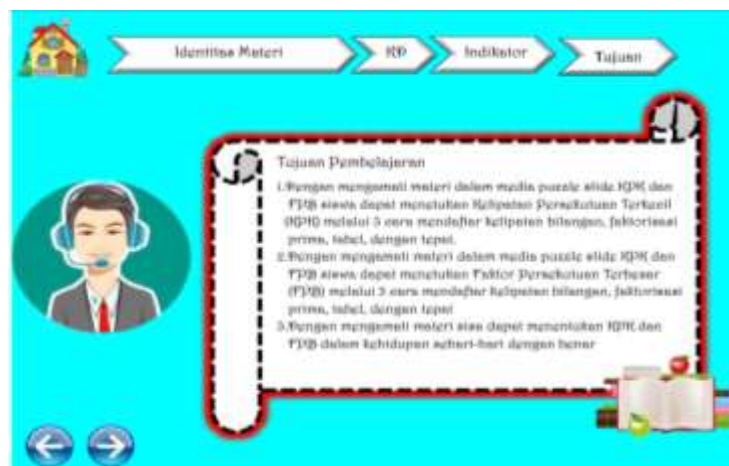 Identitas Materi
KD
Indikator
Tujuan
Tujuan Pembelajaran
1.Dengan mengamati materi dalam media puzzle slide KPK dan
FPB siswa dapat menetukan Kelipatan Persekutuan Terkecil
(KPK) melalui 3 cara mendaftar kelipatan bilangan, faktorisasi
prima, tabel, dengan tepat.
2.Dengan mengamati materi dalam media puzzle slide KPK dan
FPB siswa dapat menetukan Faktor Persekutuan Terbesar
(FPB) melalui 3 cara mendaftar kelipatan bilangan, faktorisasi
prima, tabel, dengan tepat
3.Dengan mengamati materi sisa dapat menentukan KPK dan
FPB dalam kehidupan sehari-hari dengan benar